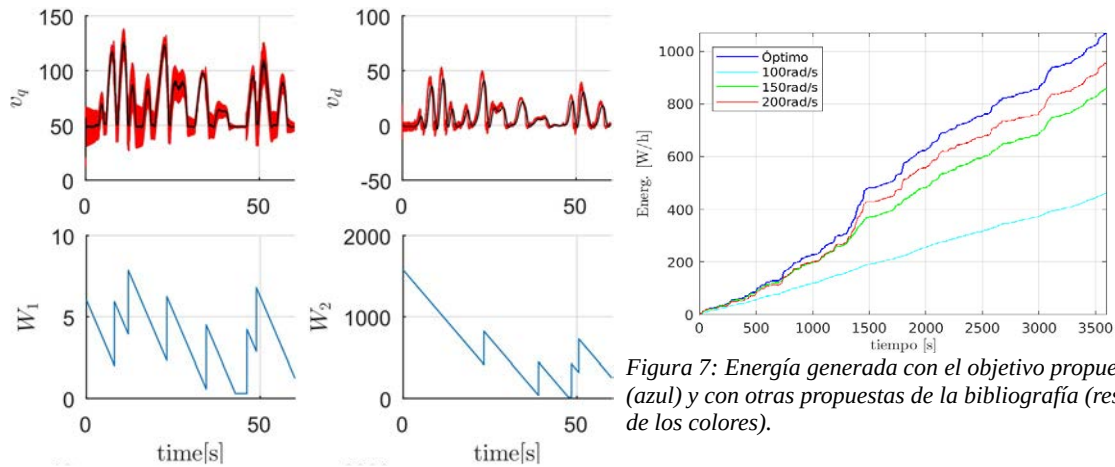 150
100
50
0
v_q
0
50
100
50
0
-50
v_d
0
50
10
5
0
W_1
0
50
time[s]
2000
1000
0
W_2
0
50
time[s]
1000
800
600
400
200
0
Energ. [W/h]
Óptimo
100rad/s
150rad/s
200rad/s
0
500
1000
1500
2000
2500
3000
3500
tiempo [s]
Figura 7: Energía generada con el objetivo propue
(azul) y con otras propuestas de la bibliografía (res
de los colores).